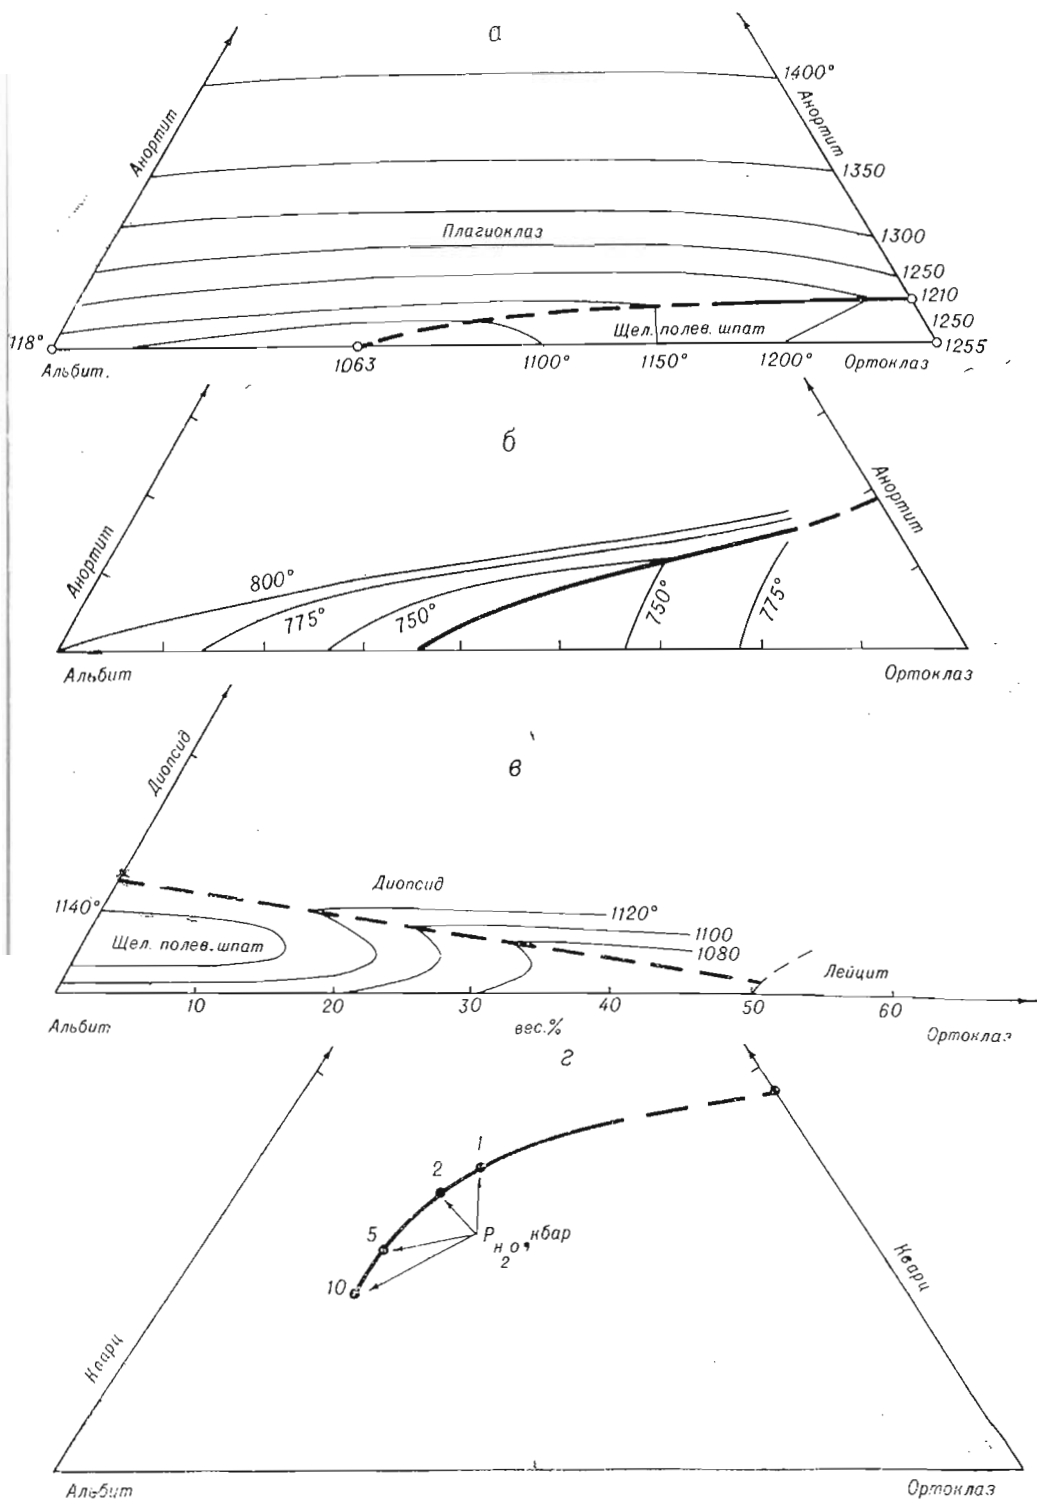 а
1400°
Анортит
Анортит
1350
Плагиоклаз
1300
1250
1210
Щел. полев. шпат
1250
118°
1063
1100°
1150°
1200°
1255
Альбит.
Ортоклаз
б
Анортит
Анортит
800°
775°
750°
750°
775°
Альбит
Ортоклаз
в
Диопсид
Диопсид
1140°
1120°
1100
1080
Щел. полев. шпат
Лейцит
10
20
30
40
50
60
Альбит
вес.%
Ортоклаз
г
1
2
5
P H2O, кбар
10
Кварц
Кварц
Альбит
Ортоклаз